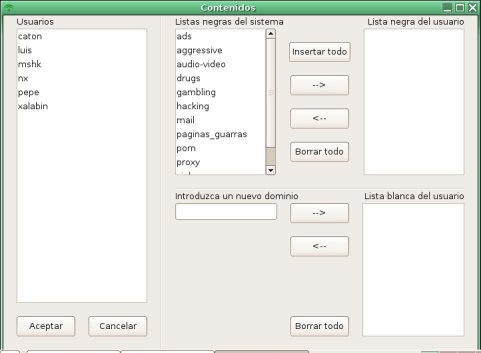 Contenidos
Usuarios
caton
luis
mshk
nx
pepe
xalabin
Aceptar
Cancelar
Listas negras del sistema
ads
aggressive
audio-video
drugs
gambling
hacking
mail
paginas_guarras
porn
proxy
Insertar todo
-->
<--
Borrar todo
Lista negra del usuario
Introduzca un nuevo dominio
-->
<--
Borrar todo
Lista blanca del usuario